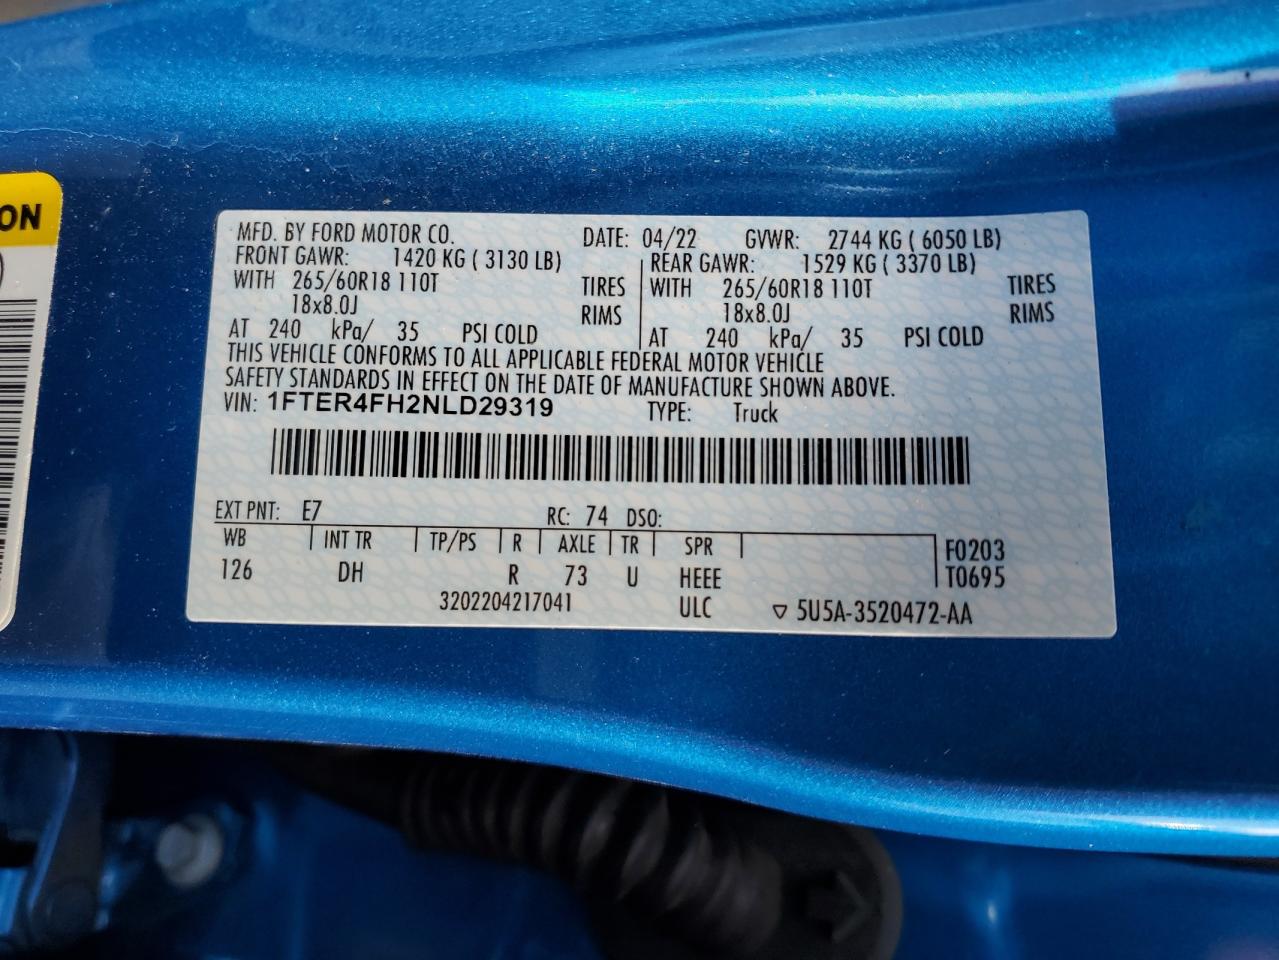 ON
MFD. BY FORD MOTOR CO. DATE: 04/22 GVWR: 2744 KG ( 6050 LB)
FRONT GAWR: 1420 KG ( 3130 LB) REAR GAWR: 1529 KG ( 3370 LB)
WITH 265/60R18 110T TIRES WITH 265/60R18 110T TIRES
18x8.0J RIMS 18x8.0J RIMS
AT 240 kPa/ 35 PSI COLD AT 240 kPa/ 35 PSI COLD
THIS VEHICLE CONFORMS TO ALL APPLICABLE FEDERAL MOTOR VEHICLE
SAFETY STANDARDS IN EFFECT ON THE DATE OF MANUFACTURE SHOWN ABOVE.
VIN: 1FTER4FH2NLD29319 TYPE: Truck
EXT PNT: E7 RC: 74 DSO:
WB INT TR TP/PS R AXLE TR SPR F0203
126 DH R 73 U HEEE T0695
3202204217041 ULC ▽ 5U5A-3520472-AA